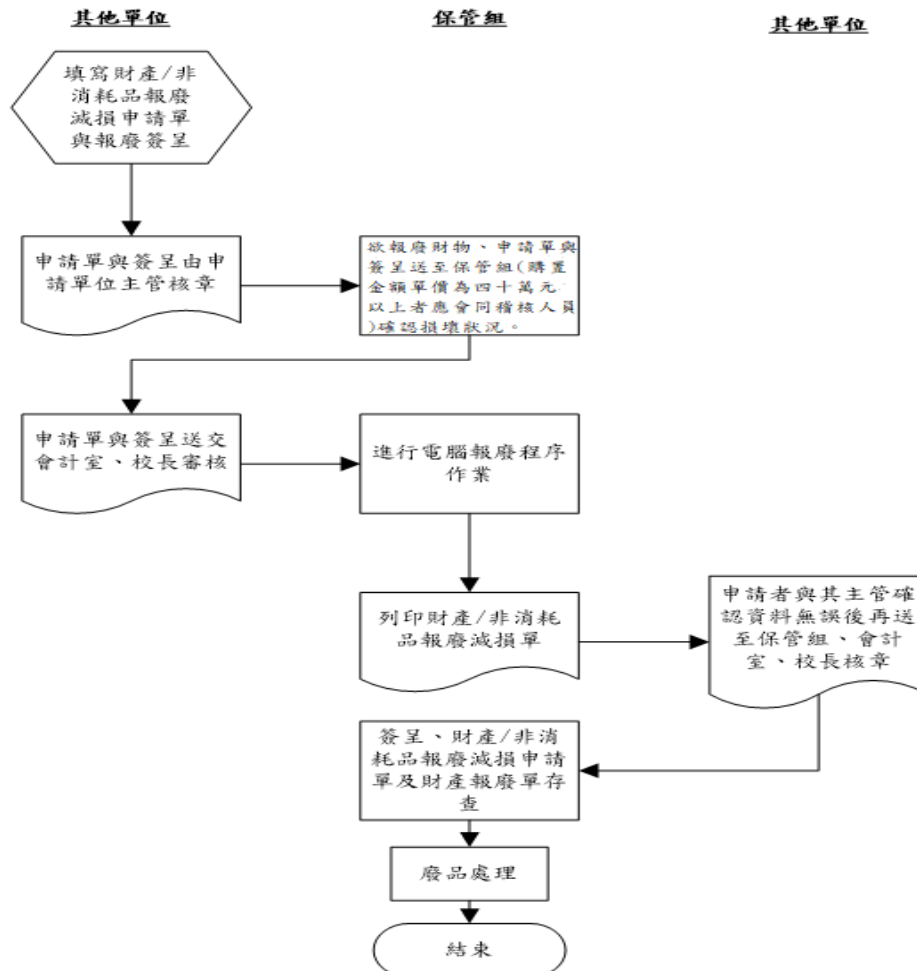 其他單位
保管組
其他單位
填寫財產/非
消耗品報廢
減損申請單
與報廢簽呈
申請單與簽呈由申
請單位主管核章
欲報廢財物、申請單與
簽呈送至保管組(購置
金額單價為四十萬元
以上者應會同稽核人員
)確認損壞狀況。
申請單與簽呈送交
會計室、校長審核
進行電腦報廢程序
作業
列印財產/非消耗
品報廢減損單
申請者與其主管確
認資料無誤後再送
至保管組、會計
室、校長核章
簽呈、財產/非消
耗品報廢減損申請
單及財產報廢單存
查
廢品處理
結束